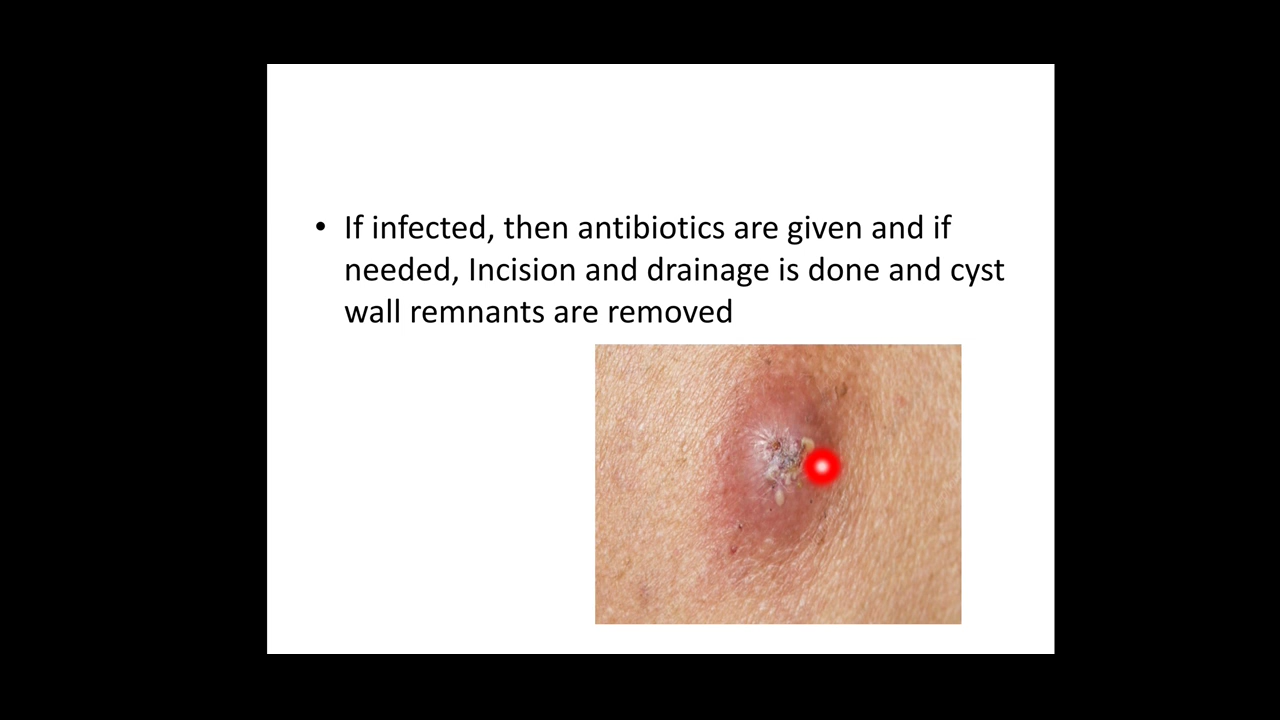 • If infected, then antibiotics are given and if
needed, Incision and drainage is done and cyst
wall remnants are removed